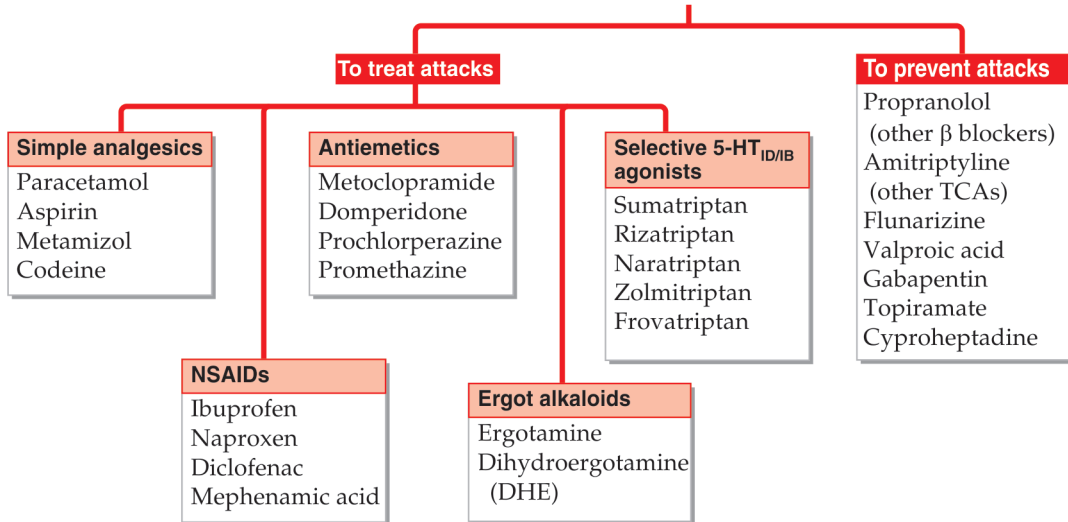 To treat attacks
To prevent attacks
Propranolol
(other β blockers)
Amitriptyline
(other TCAs)
Flunarizine
Valproic acid
Gabapentin
Topiramate
Cyproheptadine
Simple analgesics
Paracetamol
Aspirin
Metamizol
Codeine
Antiemetics
Metoclopramide
Domperidone
Prochlorperazine
Promethazine
Selective 5-HTID/IB
agonists
Sumatriptan
Rizatriptan
Naratriptan
Zolmitriptan
Frovatriptan
NSAIDs
Ibuprofen
Naproxen
Diclofenac
Mephenamic acid
Ergot alkaloids
Ergotamine
Dihydroergotamine
(DHE)